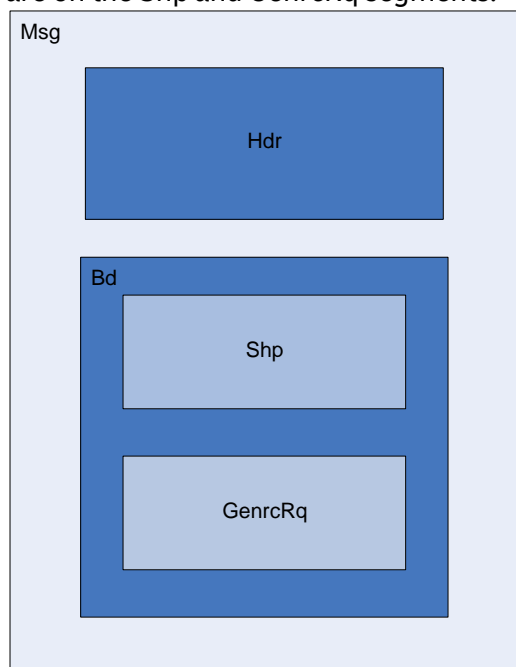 are on the Shp and GenrcRq segments.
Msg
Hdr
Bd
Shp
GenrcRq